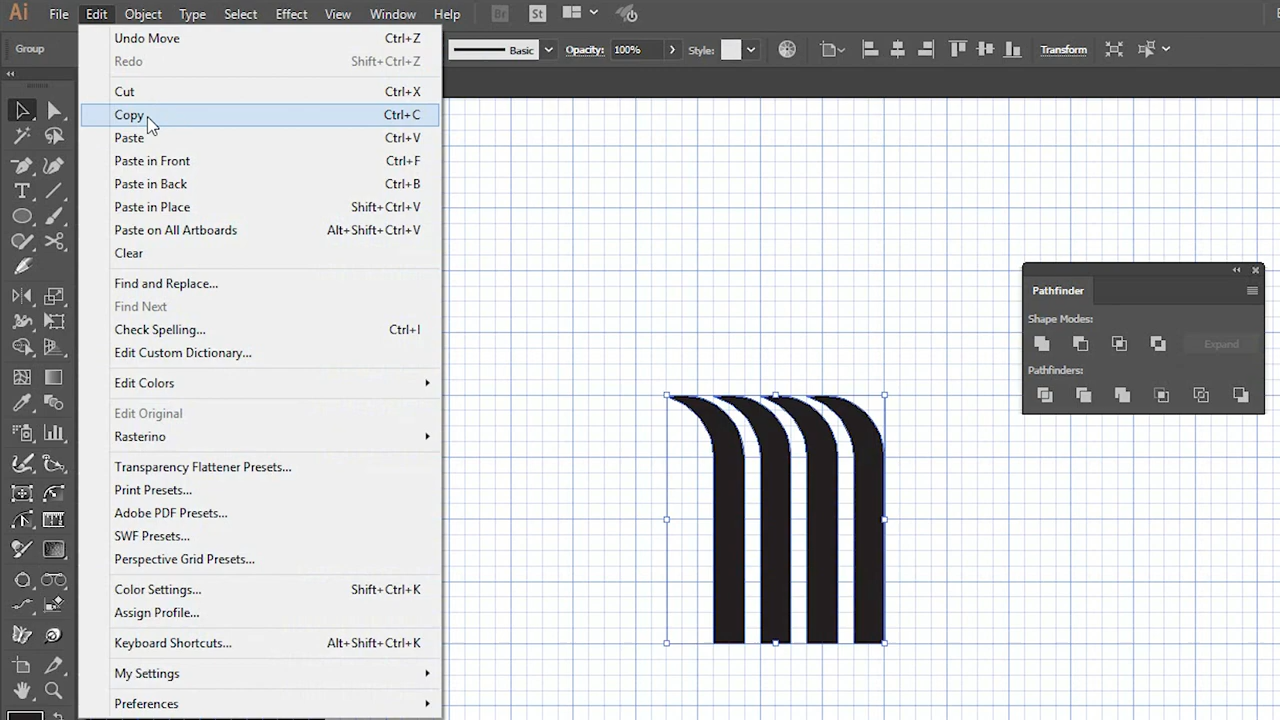 Ai File Edit Object Type Select Effect View Window Help Br St
Group Basic Opacity: 100% Style: Transform
Undo Move Ctrl+Z
Redo Shift+Ctrl+Z
Cut Ctrl+X
Copy Ctrl+C
Paste Ctrl+V
Paste in Front Ctrl+F
Paste in Back Ctrl+B
Paste in Place Shift+Ctrl+V
Paste on All Artboards Alt+Shift+Ctrl+V
Clear
Find and Replace...
Find Next
Check Spelling... Ctrl+I
Edit Custom Dictionary...
Edit Colors
Edit Original
Rasterino
Transparency Flattener Presets...
Print Presets...
Adobe PDF Presets...
SWF Presets...
Perspective Grid Presets...
Color Settings... Shift+Ctrl+K
Assign Profile...
Keyboard Shortcuts... Alt+Shift+Ctrl+K
My Settings
Preferences
Pathfinder
Shape Modes:
Expand
Pathfinders: